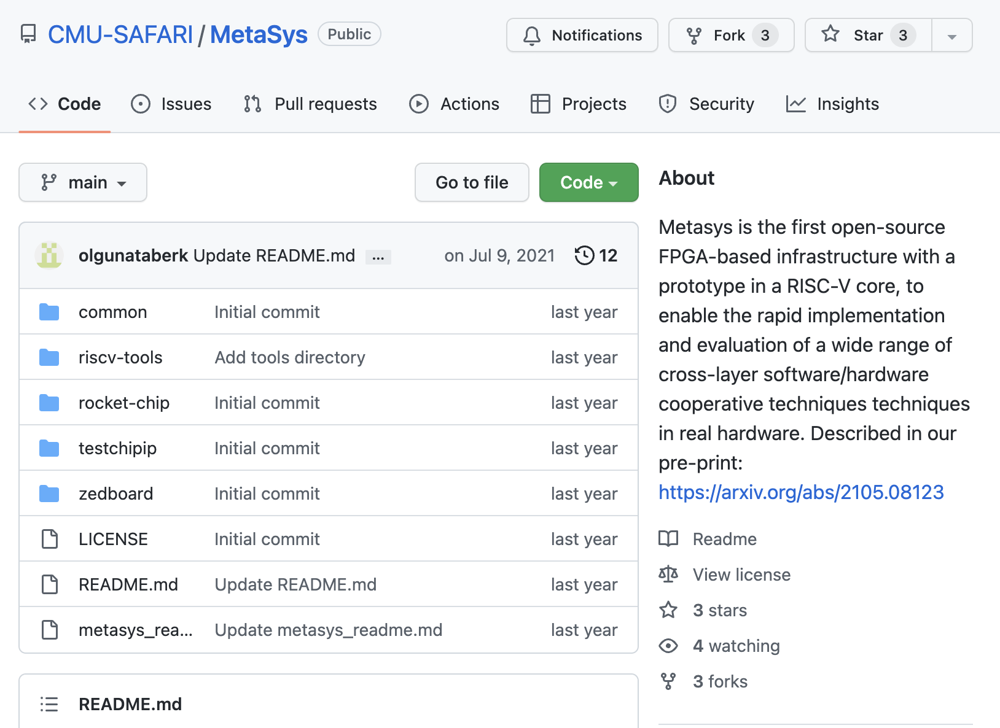 CMU-SAFARI / MetaSys Public
Notifications Fork 3 Star 3
Code Issues Pull requests Actions Projects Security Insights
main Go to file Code
olgunataberk Update README.md ... on Jul 9, 2021 12
common Initial commit last year
riscv-tools Add tools directory last year
rocket-chip Initial commit last year
testchipip Initial commit last year
zedboard Initial commit last year
LICENSE Initial commit last year
README.md Update README.md last year
metasys_rea... Update metasys_readme.md last year
README.md
About
Metasys is the first open-source
FPGA-based infrastructure with a
prototype in a RISC-V core, to
enable the rapid implementation
and evaluation of a wide range of
cross-layer software/hardware
cooperative techniques techniques
in real hardware. Described in our
pre-print:
https://arxiv.org/abs/2105.08123
Readme
View license
3 stars
4 watching
3 forks